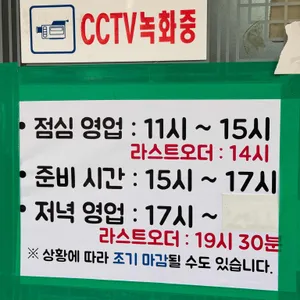 CCTV녹화중
• 점심 영업 : 11시 ~ 15시
라스트오더 : 14시
• 준비 시간 : 15시 ~ 17시
• 저녁 영업 : 17시 ~
라스트오더 : 19시 30분
※ 상황에 따라 조기 마감될 수도 있습니다.